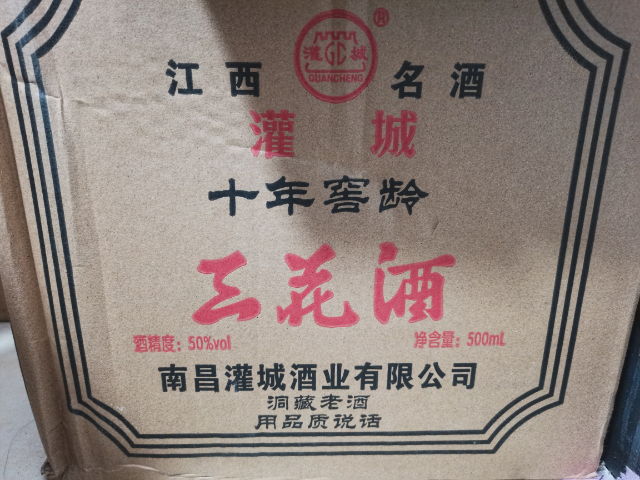 灌GC城
GUANCHENG
®
江西名酒
灌城
十年窖龄
三花酒
酒精度：50%vol
净含量：500mL
南昌灌城酒业有限公司
洞藏老酒
用品质说话